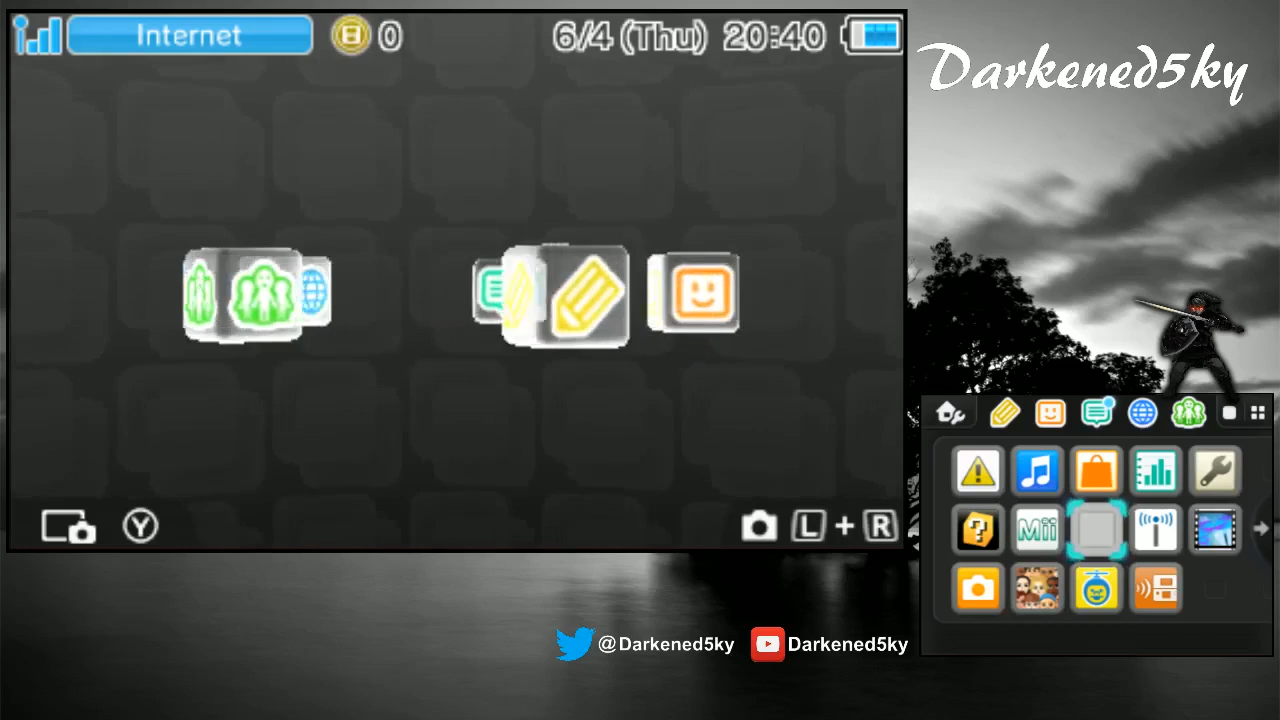 Internet
0
6/4 (Thu) 20:40
Darkened5ky
Y
L + R
Mii
?
@Darkened5ky
Darkened5ky